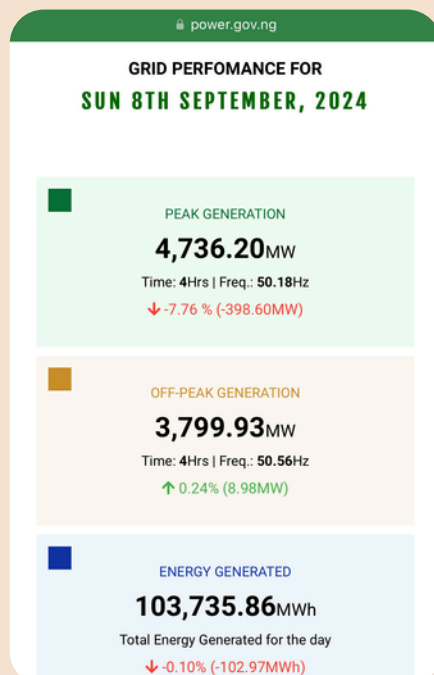 power.gov.ng
GRID PERFOMANCE FOR
SUN 8TH SEPTEMBER, 2024
PEAK GENERATION
4,736.20MW
Time: 4Hrs | Freq.: 50.18Hz
-7.76 % (-398.60MW)
OFF-PEAK GENERATION
3,799.93MW
Time: 4Hrs | Freq.: 50.56Hz
0.24% (8.98MW)
ENERGY GENERATED
103,735.86MWh
Total Energy Generated for the day
-0.10% (-102.97MWh)